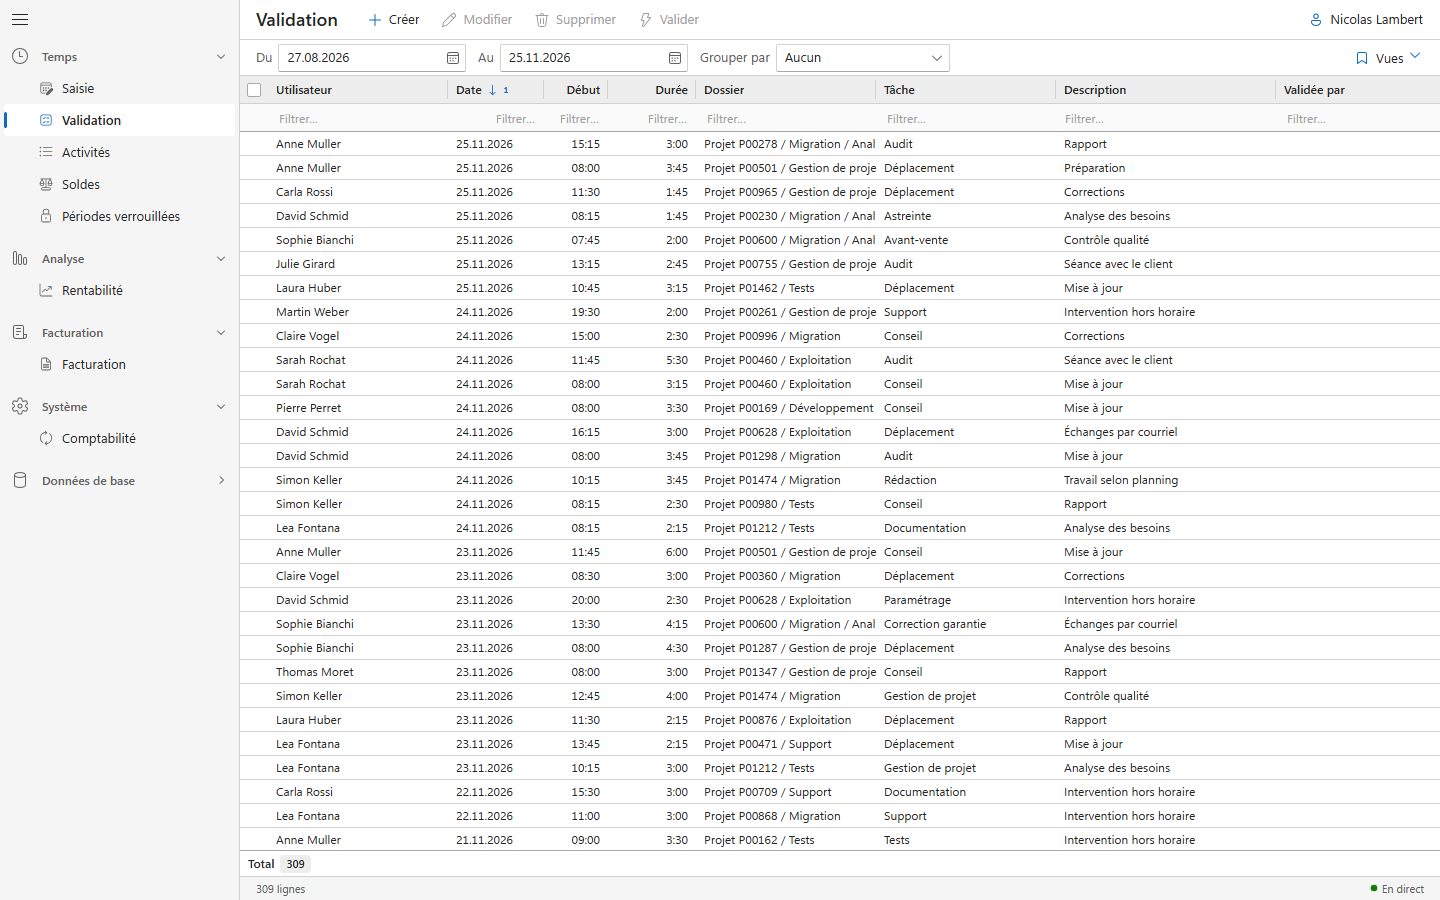 Validation
Créer
Modifier
Supprimer
Valider
Nicolas Lambert
Temps
Saisie
Validation
Activités
Soldes
Périodes verrouillées
Analyse
Rentabilité
Facturation
Facturation
Système
Comptabilité
Données de base
Du 27.08.2026 Au 25.11.2026 Grouper par Aucun Vues
Utilisateur Date 1 Début Durée Dossier Tâche Description Validée par
Filtrer... Filtrer... Filtrer... Filtrer... Filtrer... Filtrer... Filtrer... Filtrer...
Anne Muller 25.11.2026 15:15 3:00 Projet P00278 / Migration / Anal Audit Rapport
Anne Muller 25.11.2026 08:00 3:45 Projet P00501 / Gestion de proje Déplacement Préparation
Carla Rossi 25.11.2026 11:30 1:45 Projet P00965 / Gestion de proje Déplacement Corrections
David Schmid 25.11.2026 08:15 1:45 Projet P00230 / Migration / Anal Astreinte Analyse des besoins
Sophie Bianchi 25.11.2026 07:45 2:00 Projet P00600 / Migration / Anal Avant-vente Contrôle qualité
Julie Girard 25.11.2026 13:15 2:45 Projet P00755 / Gestion de proje Audit Séance avec le client
Laura Huber 25.11.2026 10:45 3:15 Projet P01462 / Tests Déplacement Mise à jour
Martin Weber 24.11.2026 19:30 2:00 Projet P00261 / Gestion de proje Support Intervention hors horaire
Claire Vogel 24.11.2026 15:00 2:30 Projet P00996 / Migration Conseil Corrections
Sarah Rochat 24.11.2026 11:45 5:30 Projet P00460 / Exploitation Audit Séance avec le client
Sarah Rochat 24.11.2026 08:00 3:15 Projet P00460 / Exploitation Conseil Mise à jour
Pierre Perret 24.11.2026 08:00 3:30 Projet P00169 / Développement Conseil Mise à jour
David Schmid 24.11.2026 16:15 3:00 Projet P00628 / Exploitation Déplacement Échanges par courriel
David Schmid 24.11.2026 08:00 3:45 Projet P01298 / Migration Audit Mise à jour
Simon Keller 24.11.2026 10:15 3:45 Projet P01474 / Migration Rédaction Travail selon planning
Simon Keller 24.11.2026 08:15 2:30 Projet P00980 / Tests Conseil Rapport
Lea Fontana 24.11.2026 08:15 2:15 Projet P01212 / Tests Documentation Analyse des besoins
Anne Muller 23.11.2026 11:45 6:00 Projet P00501 / Gestion de proje Conseil Mise à jour
Claire Vogel 23.11.2026 08:30 3:00 Projet P00360 / Migration Déplacement Corrections
David Schmid 23.11.2026 20:00 2:30 Projet P00628 / Exploitation Paramétrage Intervention hors horaire
Sophie Bianchi 23.11.2026 13:30 4:15 Projet P00600 / Migration / Anal Correction garantie Échanges par courriel
Sophie Bianchi 23.11.2026 08:00 4:30 Projet P01287 / Gestion de proje Déplacement Analyse des besoins
Thomas Moret 23.11.2026 08:00 3:00 Projet P01347 / Gestion de proje Conseil Rapport
Simon Keller 23.11.2026 12:45 4:00 Projet P01474 / Migration Gestion de projet Contrôle qualité
Laura Huber 23.11.2026 11:30 2:15 Projet P00876 / Exploitation Déplacement Rapport
Lea Fontana 23.11.2026 13:45 2:15 Projet P00471 / Support Déplacement Mise à jour
Lea Fontana 23.11.2026 10:15 3:00 Projet P01212 / Tests Gestion de projet Analyse des besoins
Carla Rossi 22.11.2026 15:30 3:00 Projet P00709 / Support Documentation Intervention hors horaire
Lea Fontana 22.11.2026 11:00 3:00 Projet P00868 / Migration Support Intervention hors horaire
Anne Muller 21.11.2026 09:00 3:30 Projet P00162 / Tests Tests Intervention hors horaire
Total 309
309 lignes
En direct